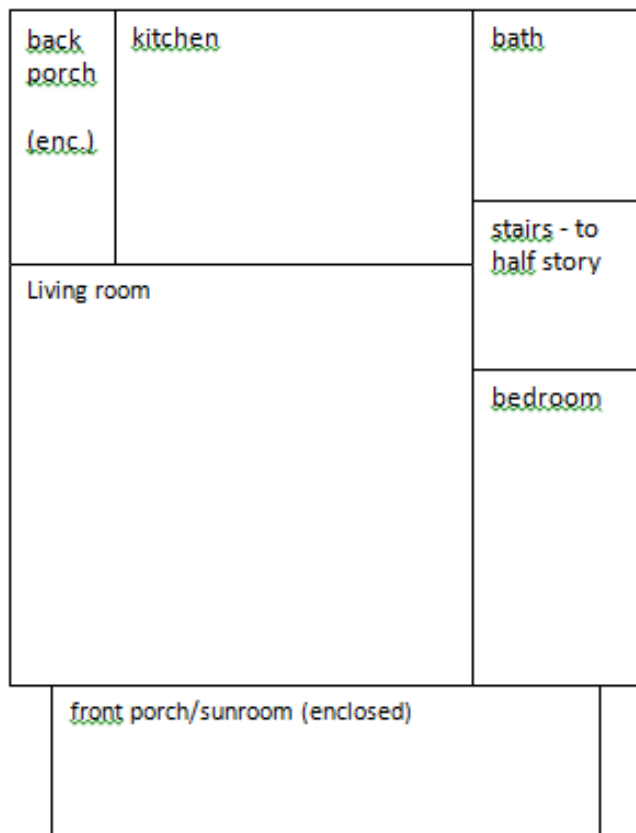 back
porch
(enc.)
kitchen
bath
stairs - to
half story
Living room
bedroom
front porch/sunroom (enclosed)